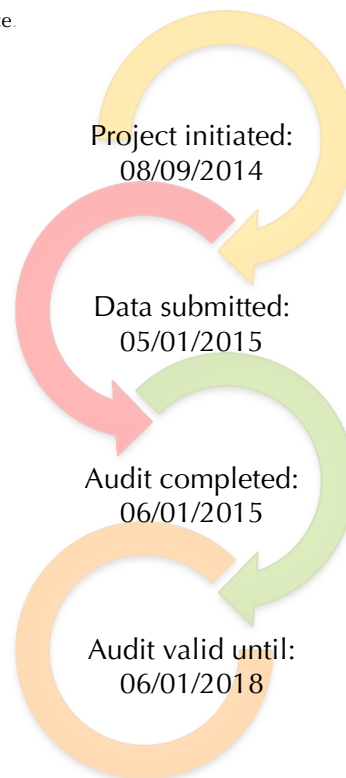 ce.
Project initiated:
08/09/2014
Data submitted:
05/01/2015
Audit completed:
06/01/2015
Audit valid until:
06/01/2018